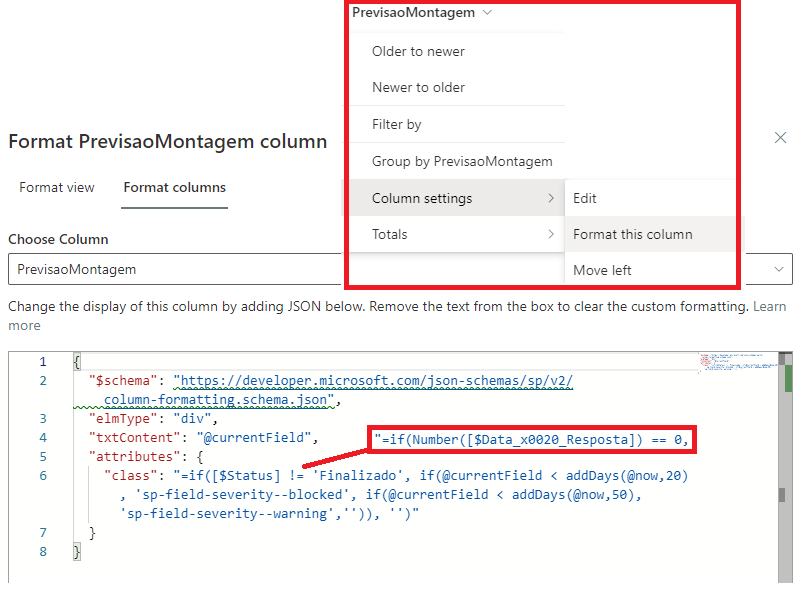 PrevisaoMontagem
Older to newer
Newer to older
Filter by
Group by PrevisaoMontagem
Column settings
Edit
Totals
Format this column
Move left
Format PrevisaoMontagem column
Format view
Format columns
Choose Column
PrevisaoMontagem
Change the display of this column by adding JSON below. Remove the text from the box to clear the custom formatting. Learn
more
1 {
2 "$schema": "https://developer.microsoft.com/json-schemas/sp/v2/
column-formatting.schema.json",
3 "elmType": "div",
4 "txtContent": "@currentField", "=if(Number([$Data_x0020_Resposta]) == 0,
5 "attributes": {
6 "class": "=if([$Status] != 'Finalizado', if(@currentField < addDays(@now,20)
, 'sp-field-severity--blocked', if(@currentField < addDays(@now,50),
'sp-field-severity--warning','')), '')"
7 }
8 }